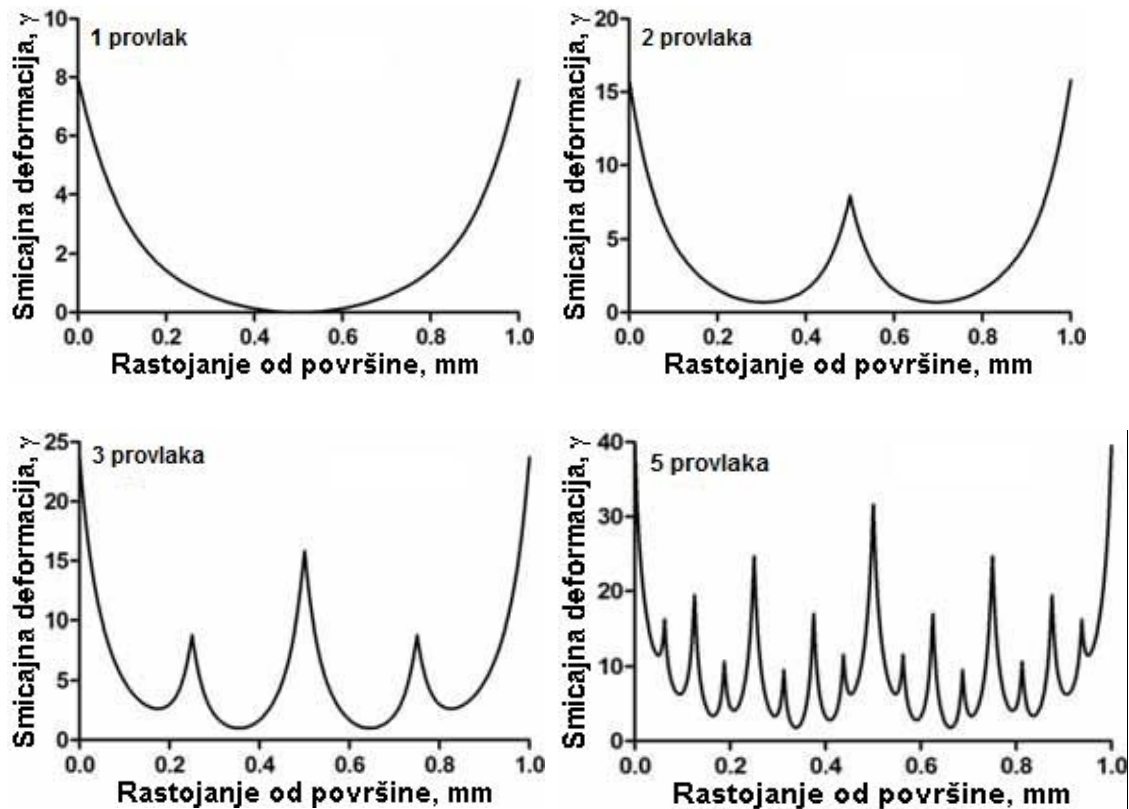 Smicajna deformacija, γ
10
8
6
4
2
0
1 provlak
0.0 0.2 0.4 0.6 0.8 1.0
Rastojanje od površine, mm
Smicajna deformacija, γ
20
15
10
5
0
2 provlaka
0.0 0.2 0.4 0.6 0.8 1.0
Rastojanje od površine, mm
Smicajna deformacija, γ
25
20
15
10
5
0
3 provlaka
0.0 0.2 0.4 0.6 0.8 1.0
Rastojanje od površine, mm
Smicajna deformacija, γ
40
30
20
10
0
5 provlaka
0.0 0.2 0.4 0.6 0.8 1.0
Rastojanje od površine, mm